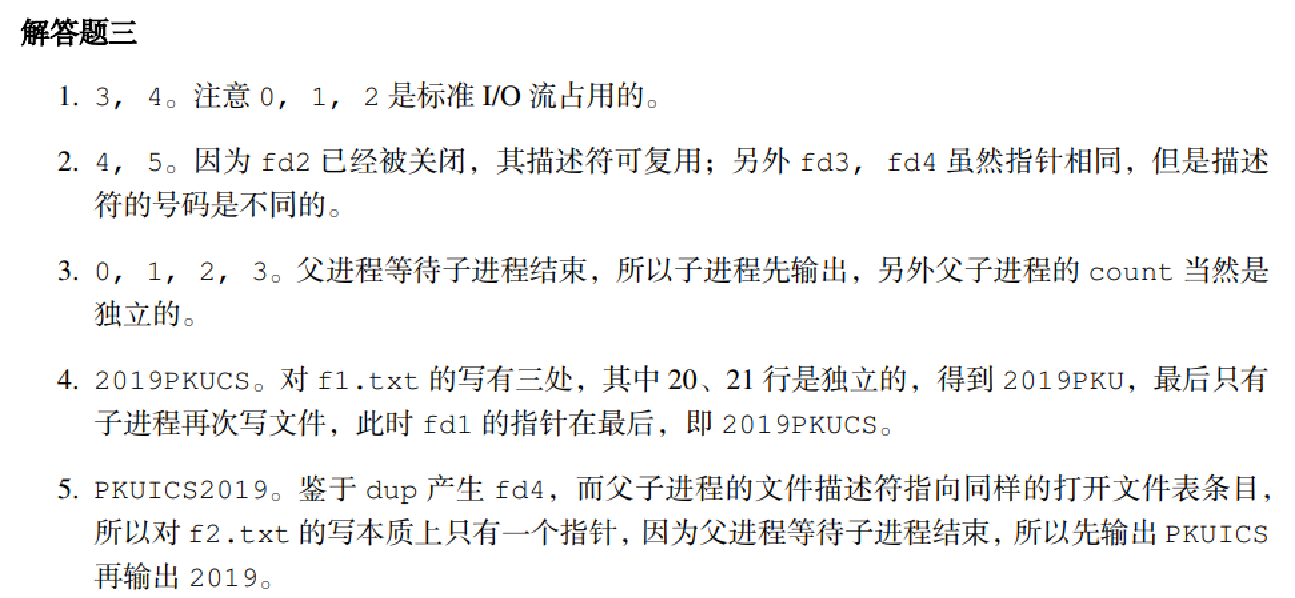 解答题三
1. 3, 4。注意 0, 1, 2 是标准 I/O 流占用的。
2. 4, 5。因为 fd2 已经被关闭，其描述符可复用；另外 fd3, fd4 虽然指针相同，但是描述
符的号码是不同的。
3. 0, 1, 2, 3。父进程等待子进程结束，所以子进程先输出，另外父子进程的 count 当然是
独立的。
4. 2019PKUCS。对 f1.txt 的写有三处，其中 20、21 行是独立的，得到 2019PKU，最后只有
子进程再次写文件，此时 fd1 的指针在最后，即 2019PKUCS。
5. PKUICS2019。鉴于 dup 产生 fd4，而父子进程的文件描述符指向同样的打开文件表条目，
所以对 f2.txt 的写本质上只有一个指针，因为父进程等待子进程结束，所以先输出 PKUICS
再输出 2019。